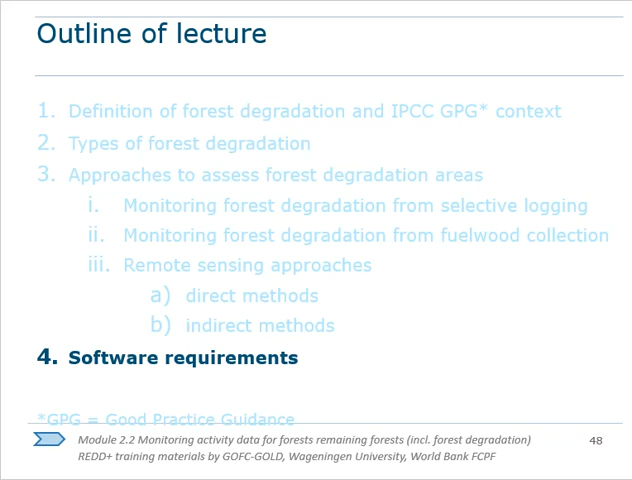 Outline of lecture
1. Definition of forest degradation and IPCC GPG* context
2. Types of forest degradation
3. Approaches to assess forest degradation areas
i. Monitoring forest degradation from selective logging
ii. Monitoring forest degradation from fuelwood collection
iii. Remote sensing approaches
a) direct methods
b) indirect methods
4. Software requirements
*GPG = Good Practice Guidance
Module 2.2 Monitoring activity data for forests remaining forests (incl. forest degradation)
REDD+ training materials by GOFC-GOLD, Wageningen University, World Bank FCPF
48